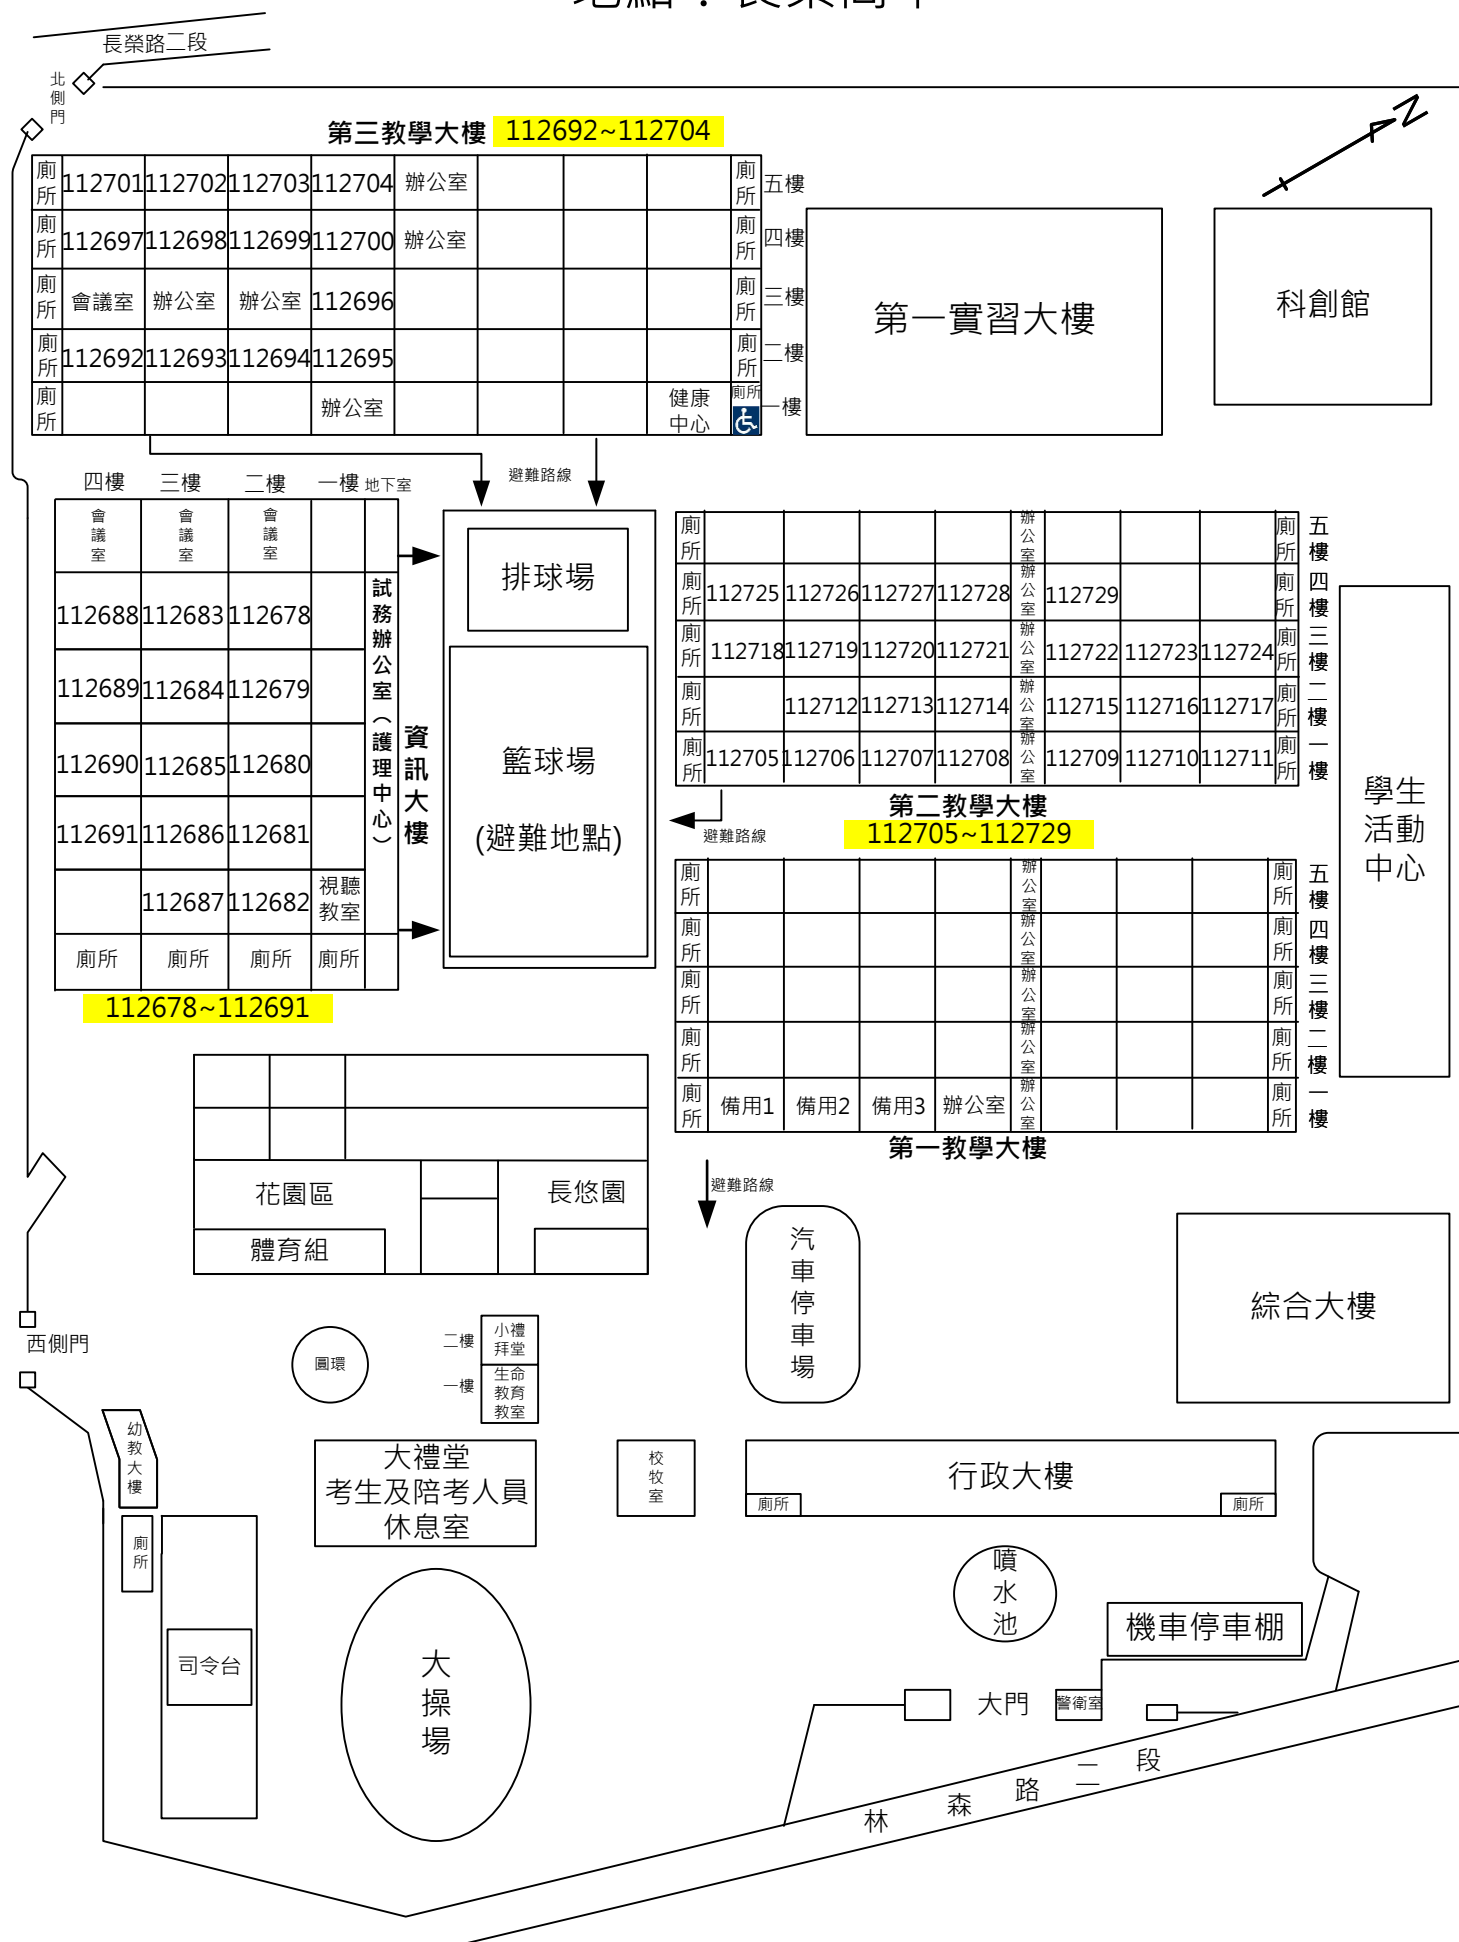 長榮路二段
北側門
第三教學大樓 112692~112704
廁所 112701 112702 112703 112704 辦公室 廁所 五樓
廁所 112697 112698 112699 112700 辦公室 廁所 四樓
廁所 會議室 辦公室 辦公室 112696 廁所 三樓
廁所 112692 112693 112694 112695 廁所 二樓
廁所 辦公室 健康中心 廁所 一樓
第一實習大樓
科創館
N
避難路線
四樓 三樓 二樓 一樓 地下室
會議室 會議室 會議室
112688 112683 112678
112689 112684 112679
112690 112685 112680
112691 112686 112681
112687 112682 視聽教室
廁所 廁所 廁所 廁所
試務辦公室(護理中心)
資訊大樓
112678~112691
排球場
籃球場
(避難地點)
廁所 辦公室 廁所 五樓
廁所 112725 112726 112727 112728 辦公室 112729 廁所 四樓
廁所 112718 112719 112720 112721 辦公室 112722 112723 112724 廁所 三樓
廁所 112712 112713 112714 辦公室 112715 112716 112717 廁所 二樓
廁所 112705 112706 112707 112708 辦公室 112709 112710 112711 廁所 一樓
第二教學大樓
112705~112729
避難路線
學生
活動
中心
廁所 辦公室 廁所 五樓
廁所 辦公室 廁所 四樓
廁所 辦公室 廁所 三樓
廁所 辦公室 廁所 二樓
廁所 備用1 備用2 備用3 辦公室 辦公室 廁所 一樓
第一教學大樓
避難路線
花園區
長悠園
體育組
汽車停車場
綜合大樓
西側門
圓環
二樓 小禮拜堂
一樓 生命教育教室
幼教大樓
大禮堂
考生及陪考人員
休息室
校牧室
行政大樓
廁所 廁所
廁所
司令台
大操場
噴水池
機車停車棚
大門
警衛室
林森路二段